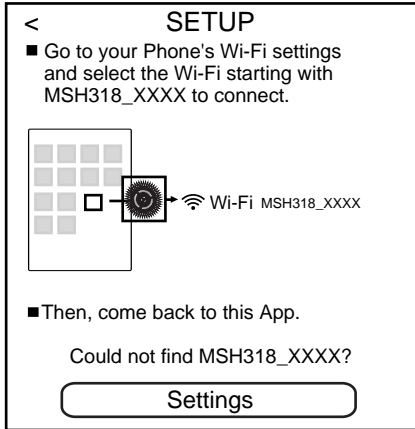 < SETUP
■ Go to your Phone's Wi-Fi settings
and select the Wi-Fi starting with
MSH318_XXXX to connect.
Wi-Fi MSH318_XXXX
■ Then, come back to this App.
Could not find MSH318_XXXX?
Settings